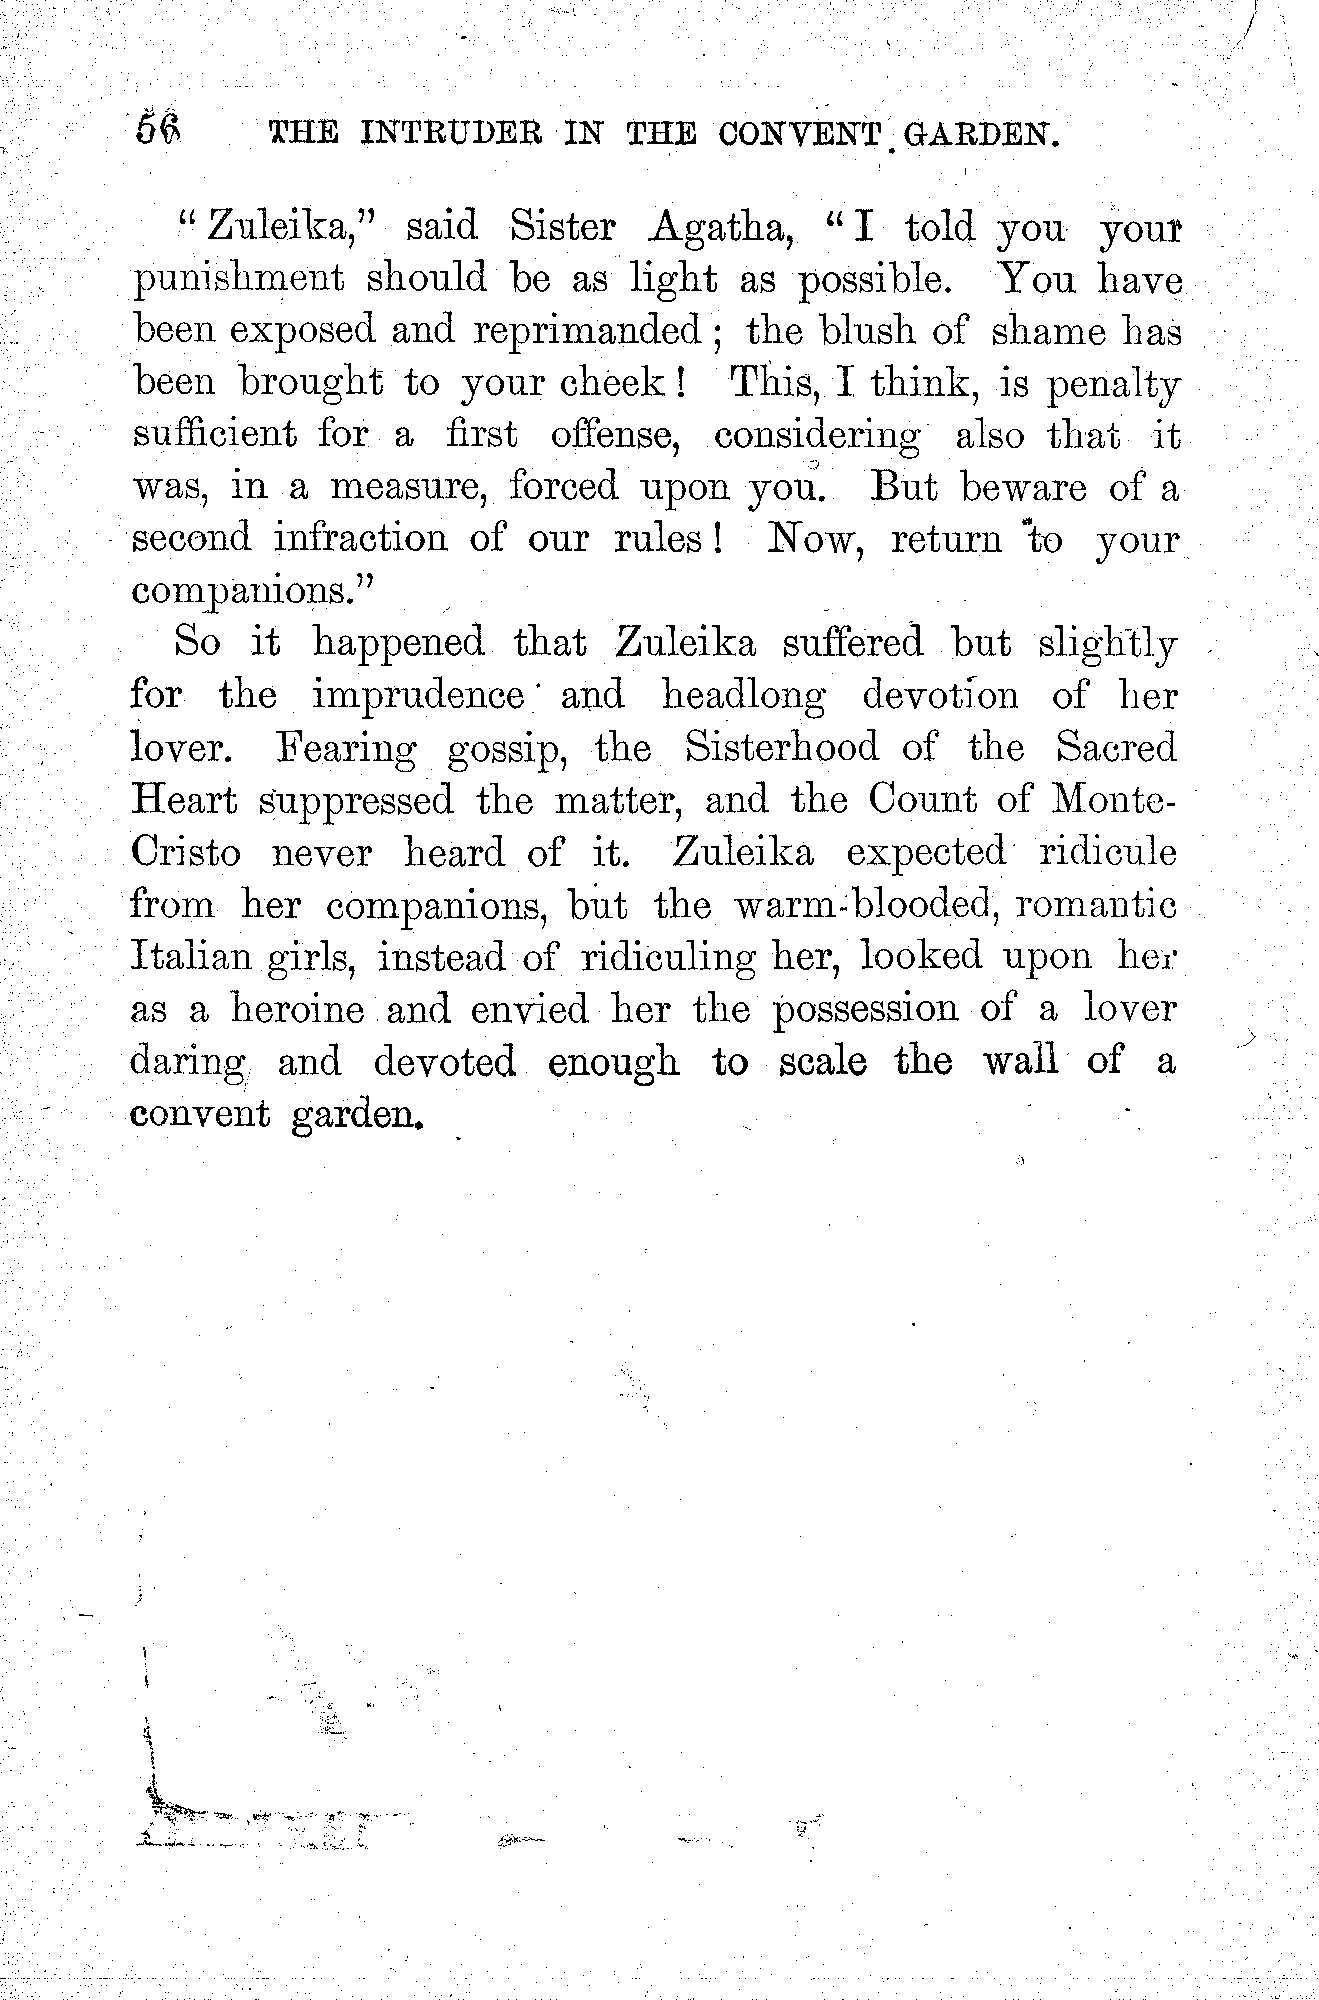 56 THE INTRUDER IN THE CONVENT GARDEN.
" Zuleika," said Sister Agatha, " I told you your
punishment should be as light as possible. You have
been exposed and reprimanded ; the blush of shame has
been brought to your cheek ! This, I think, is penalty
sufficient for a first offense, considering also that it
was, in a measure, forced upon you. But beware of a
second infraction of our rules ! Now, return to your
companions."
So it happened that Zuleika suffered but slightly
for the imprudence and headlong devotion of her
lover. Fearing gossip, the Sisterhood of the Sacred
Heart suppressed the matter, and the Count of Monte-
Cristo never heard of it. Zuleika expected ridicule
from her companions, but the warm-blooded, romantic
Italian girls, instead of ridiculing her, looked upon her
as a heroine and envied her the possession of a lover
daring and devoted enough to scale the wall of a
convent garden.